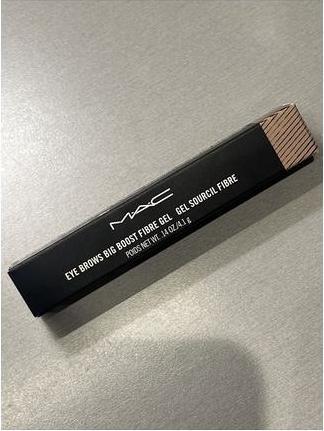 MAC
EYE BROWS BIG BOOST FIBRE GEL GEL SOURCIL FIBRE
POIDS NET WT. .14 OZ/4.1 g